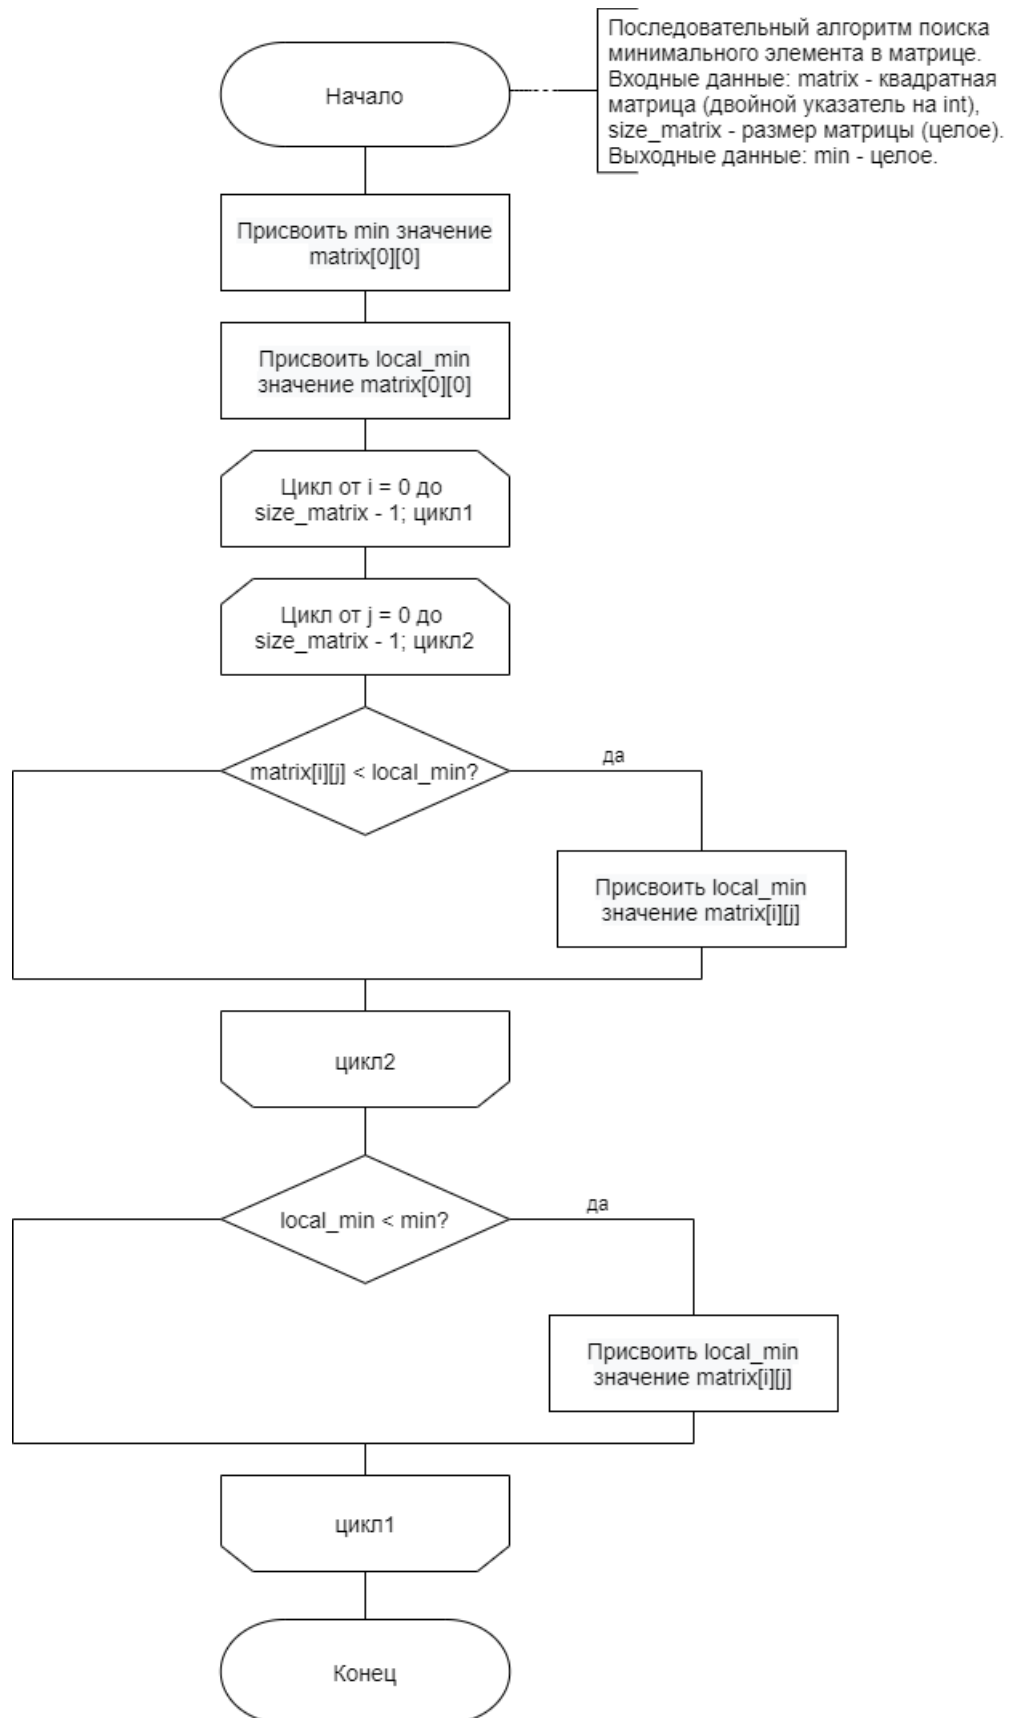 Последовательный алгоритм поиска
минимального элемента в матрице.
Входные данные: matrix - квадратная
матрица (двойной указатель на int),
size_matrix - размер матрицы (целое).
Выходные данные: min - целое.
Начало
Присвоить min значение
matrix[0][0]
Присвоить local_min
значение matrix[0][0]
Цикл от i = 0 до
size_matrix - 1; цикл1
Цикл от j = 0 до
size_matrix - 1; цикл2
matrix[i][j] < local_min?
да
Присвоить local_min
значение matrix[i][j]
цикл2
local_min < min?
да
Присвоить local_min
значение matrix[i][j]
цикл1
Конец